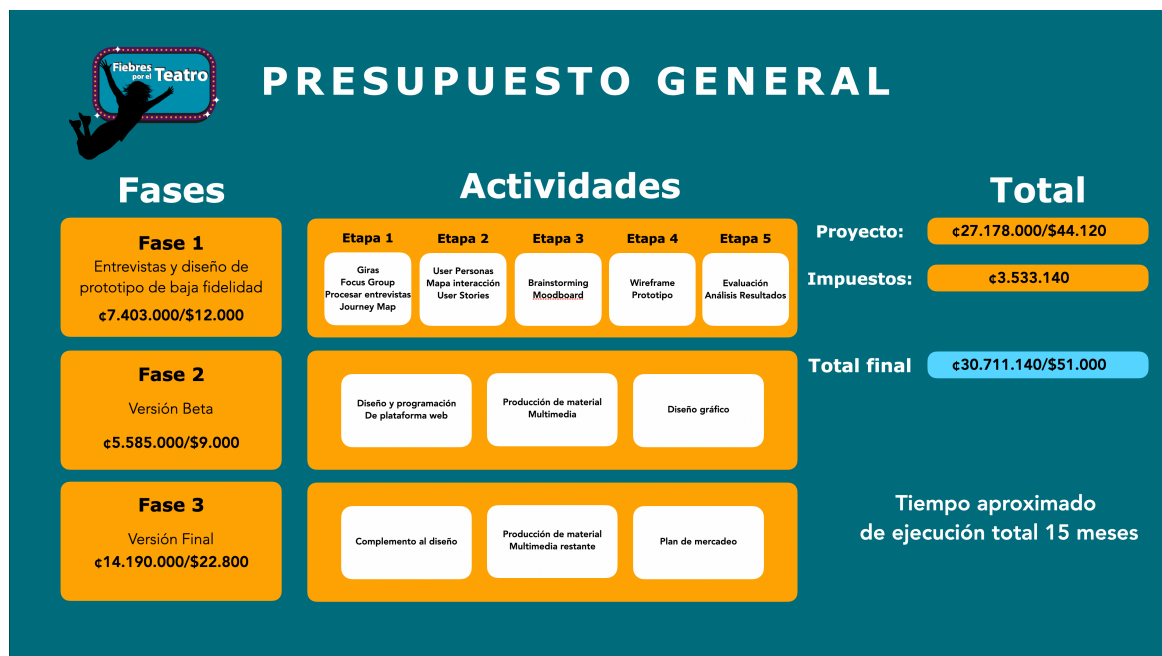 Fiebres
por el Teatro
PRESUPUESTO GENERAL
Fases
Fase 1
Entrevistas y diseño de
prototipo de baja fidelidad
¢7.403.000/$12.000
Fase 2
Versión Beta
¢5.585.000/$9.000
Fase 3
Versión Final
¢14.190.000/$22.800
Actividades
Etapa 1
Giras
Focus Group
Procesar entrevistas
Journey Map
Etapa 2
User Personas
Mapa interacción
User Stories
Etapa 3
Brainstorming
Moodboard
Etapa 4
Wireframe
Prototipo
Etapa 5
Evaluación
Análisis Resultados
Diseño y programación
De plataforma web
Producción de material
Multimedia
Diseño gráfico
Complemento al diseño
Producción de material
Multimedia restante
Plan de mercadeo
Total
Proyecto: ¢27.178.000/$44.120
Impuestos: ¢3.533.140
Total final ¢30.711.140/$51.000
Tiempo aproximado
de ejecución total 15 meses